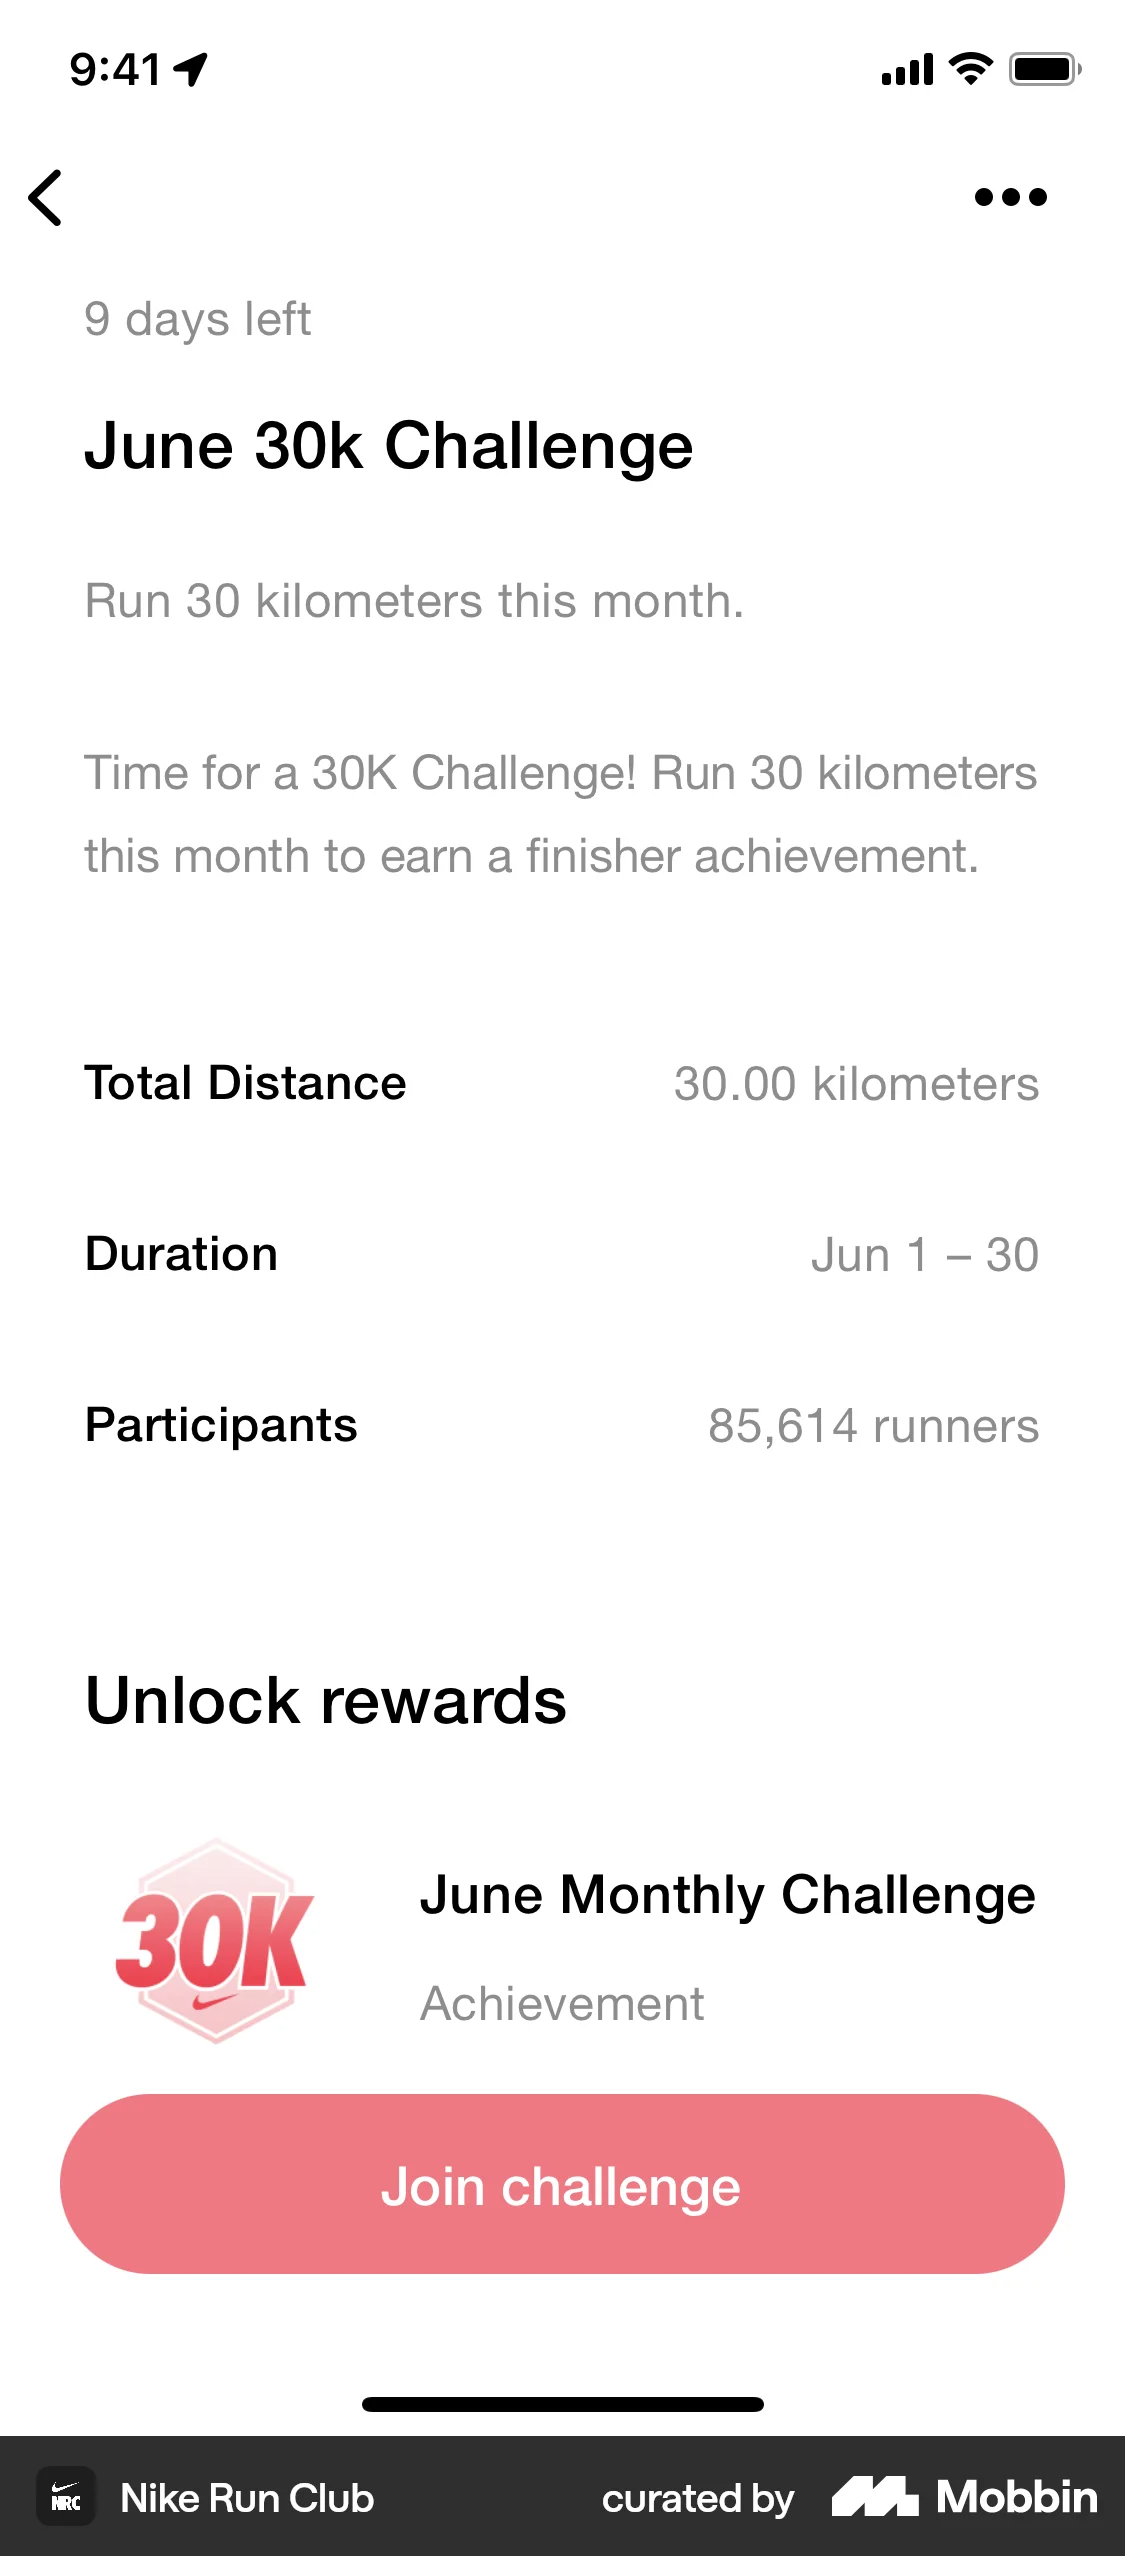 9:41
9 days left
June 30k Challenge
Run 30 kilometers this month.
Time for a 30K Challenge! Run 30 kilometers
this month to earn a finisher achievement.
Total Distance 30.00 kilometers
Duration Jun 1 – 30
Participants 85,614 runners
Unlock rewards
30K
June Monthly Challenge
Achievement
Join challenge
NRC Nike Run Club curated by Mobbin